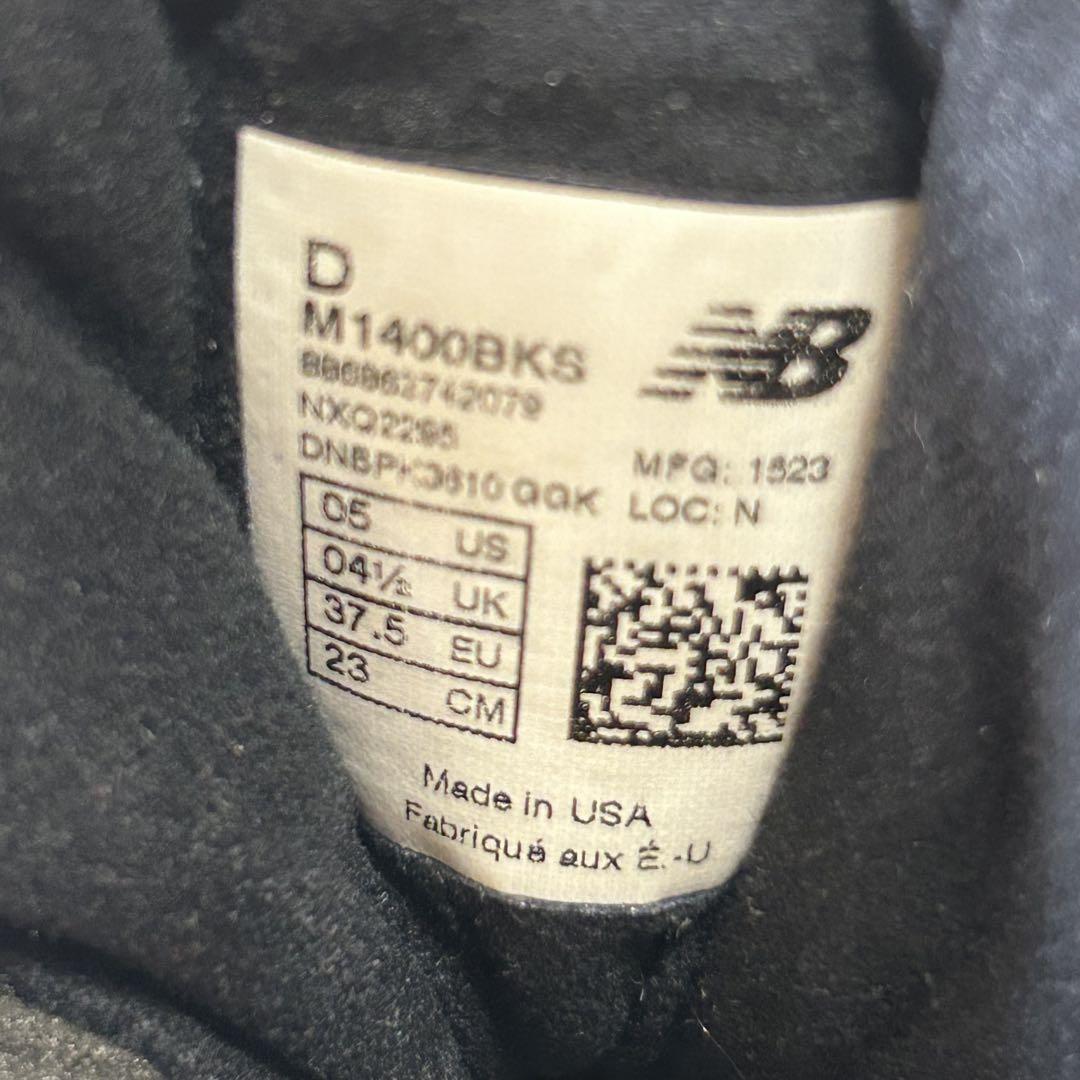 D
M1400BKS
NB
NXQ2295
MFG: 1523
LOC: N
05 US
04½ UK
37.5 EU
23 CM
Made in USA
Fabriqué aux É.-U